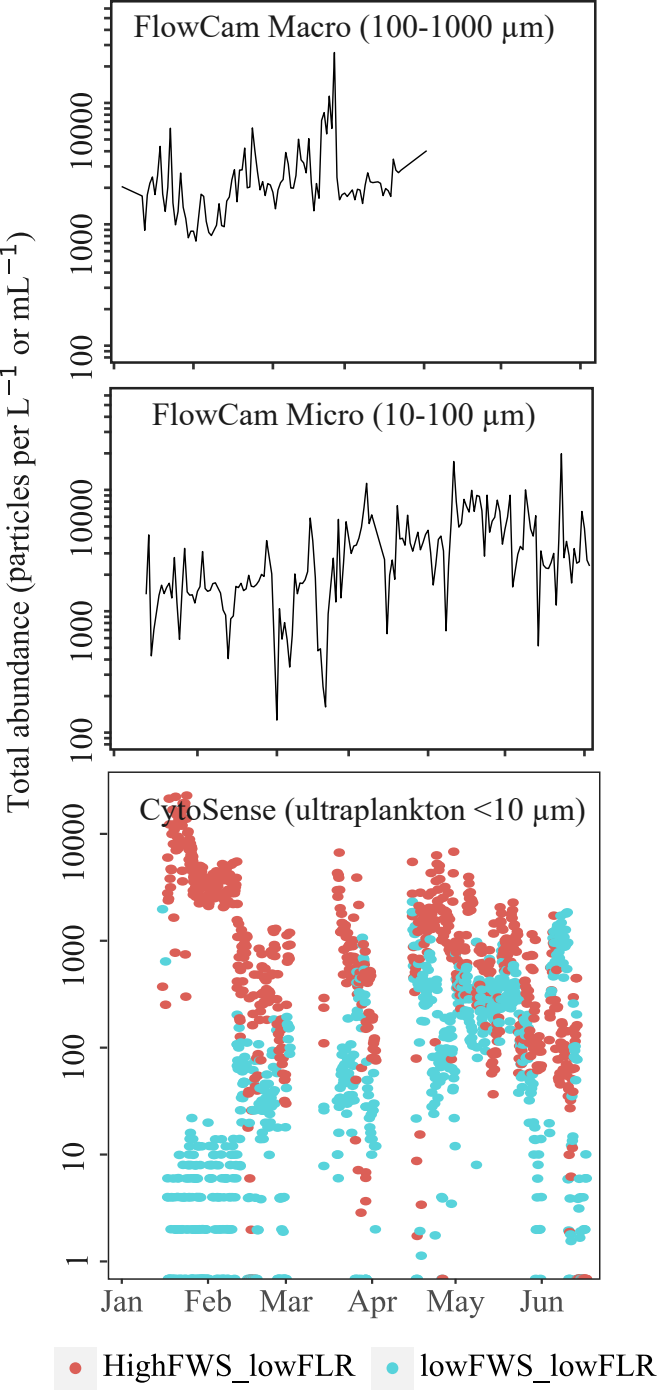 Total abundance (particles per L⁻¹ or mL⁻¹)
FlowCam Macro (100-1000 µm)
10000
1000
100
FlowCam Micro (10-100 µm)
10000
1000
100
CytoSense (ultraplankton <10 µm)
10000
1000
100
10
1
Jan Feb Mar Apr May Jun
HighFWS_lowFLR lowFWS_lowFLR